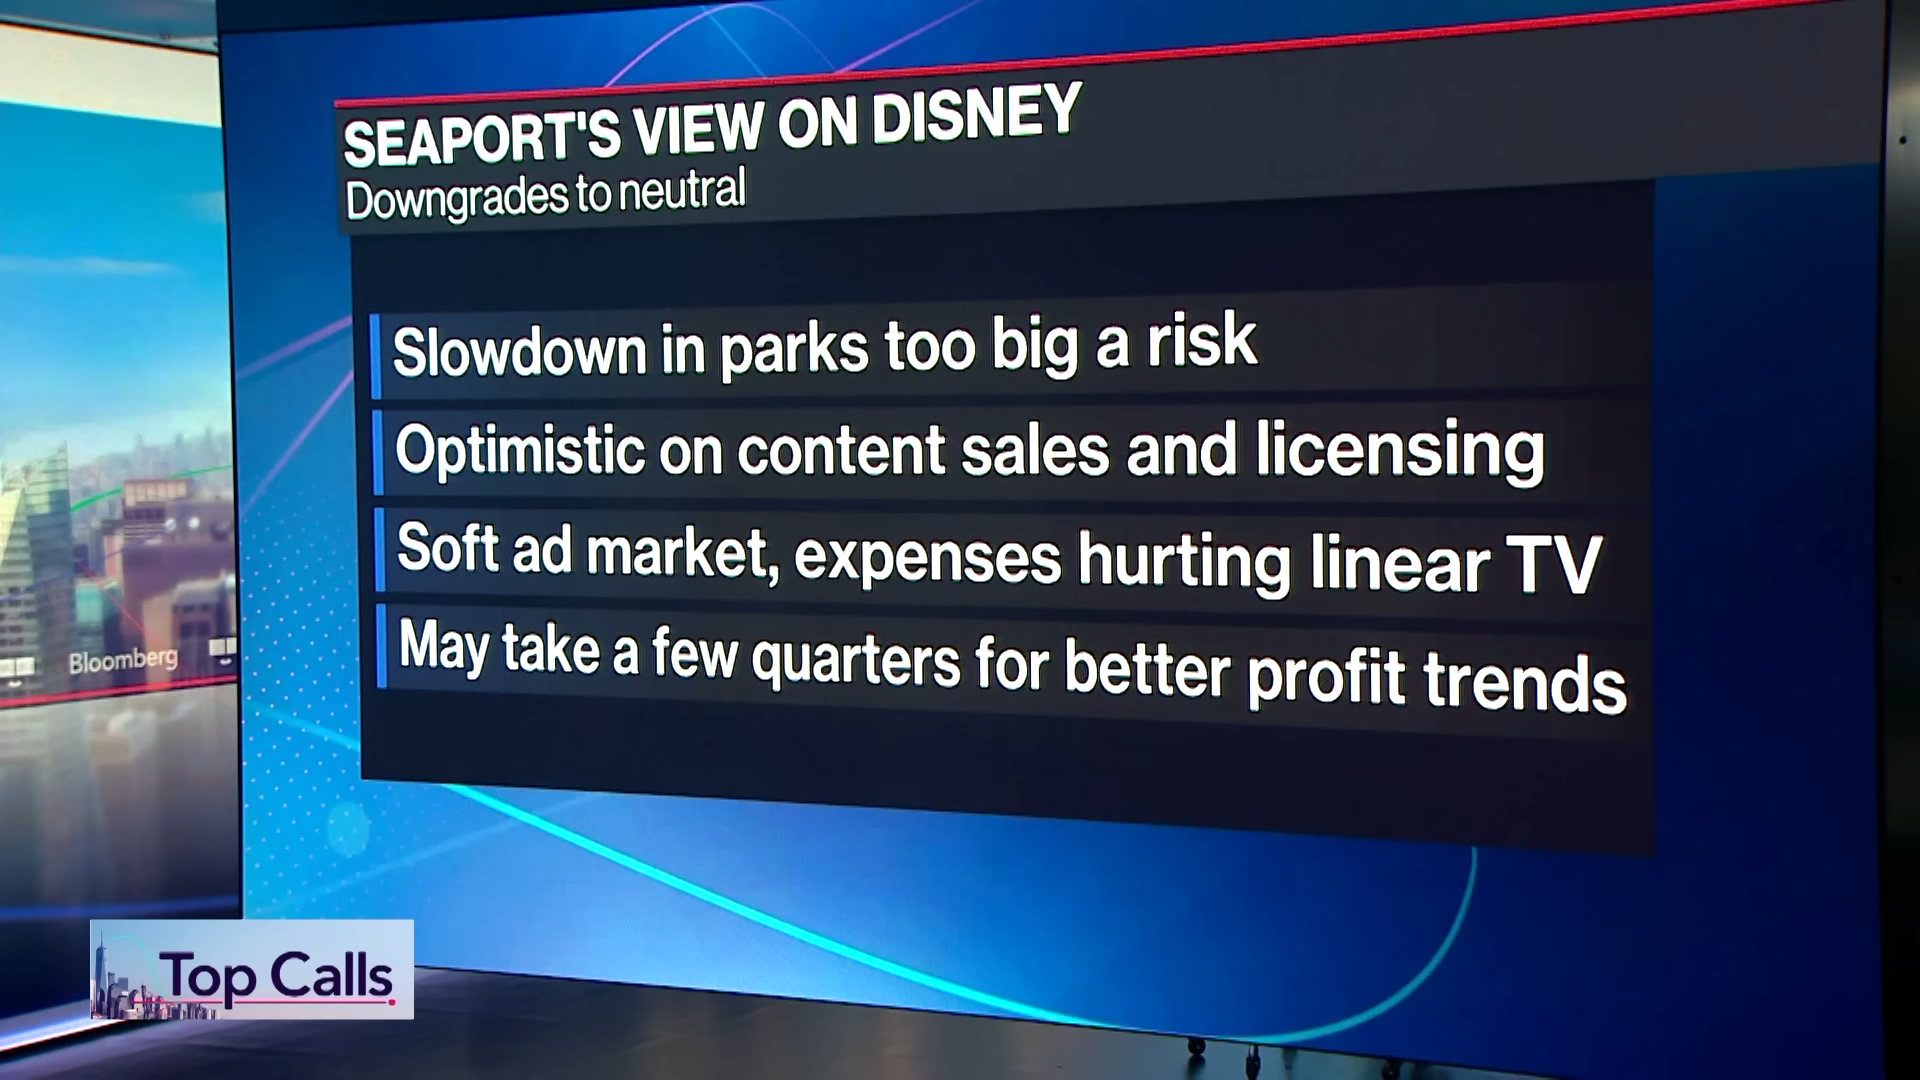 SEAPORT'S VIEW ON DISNEY
Downgrades to neutral
Slowdown in parks too big a risk
Optimistic on content sales and licensing
Soft ad market, expenses hurting linear TV
May take a few quarters for better profit trends
Bloomberg
Top Calls